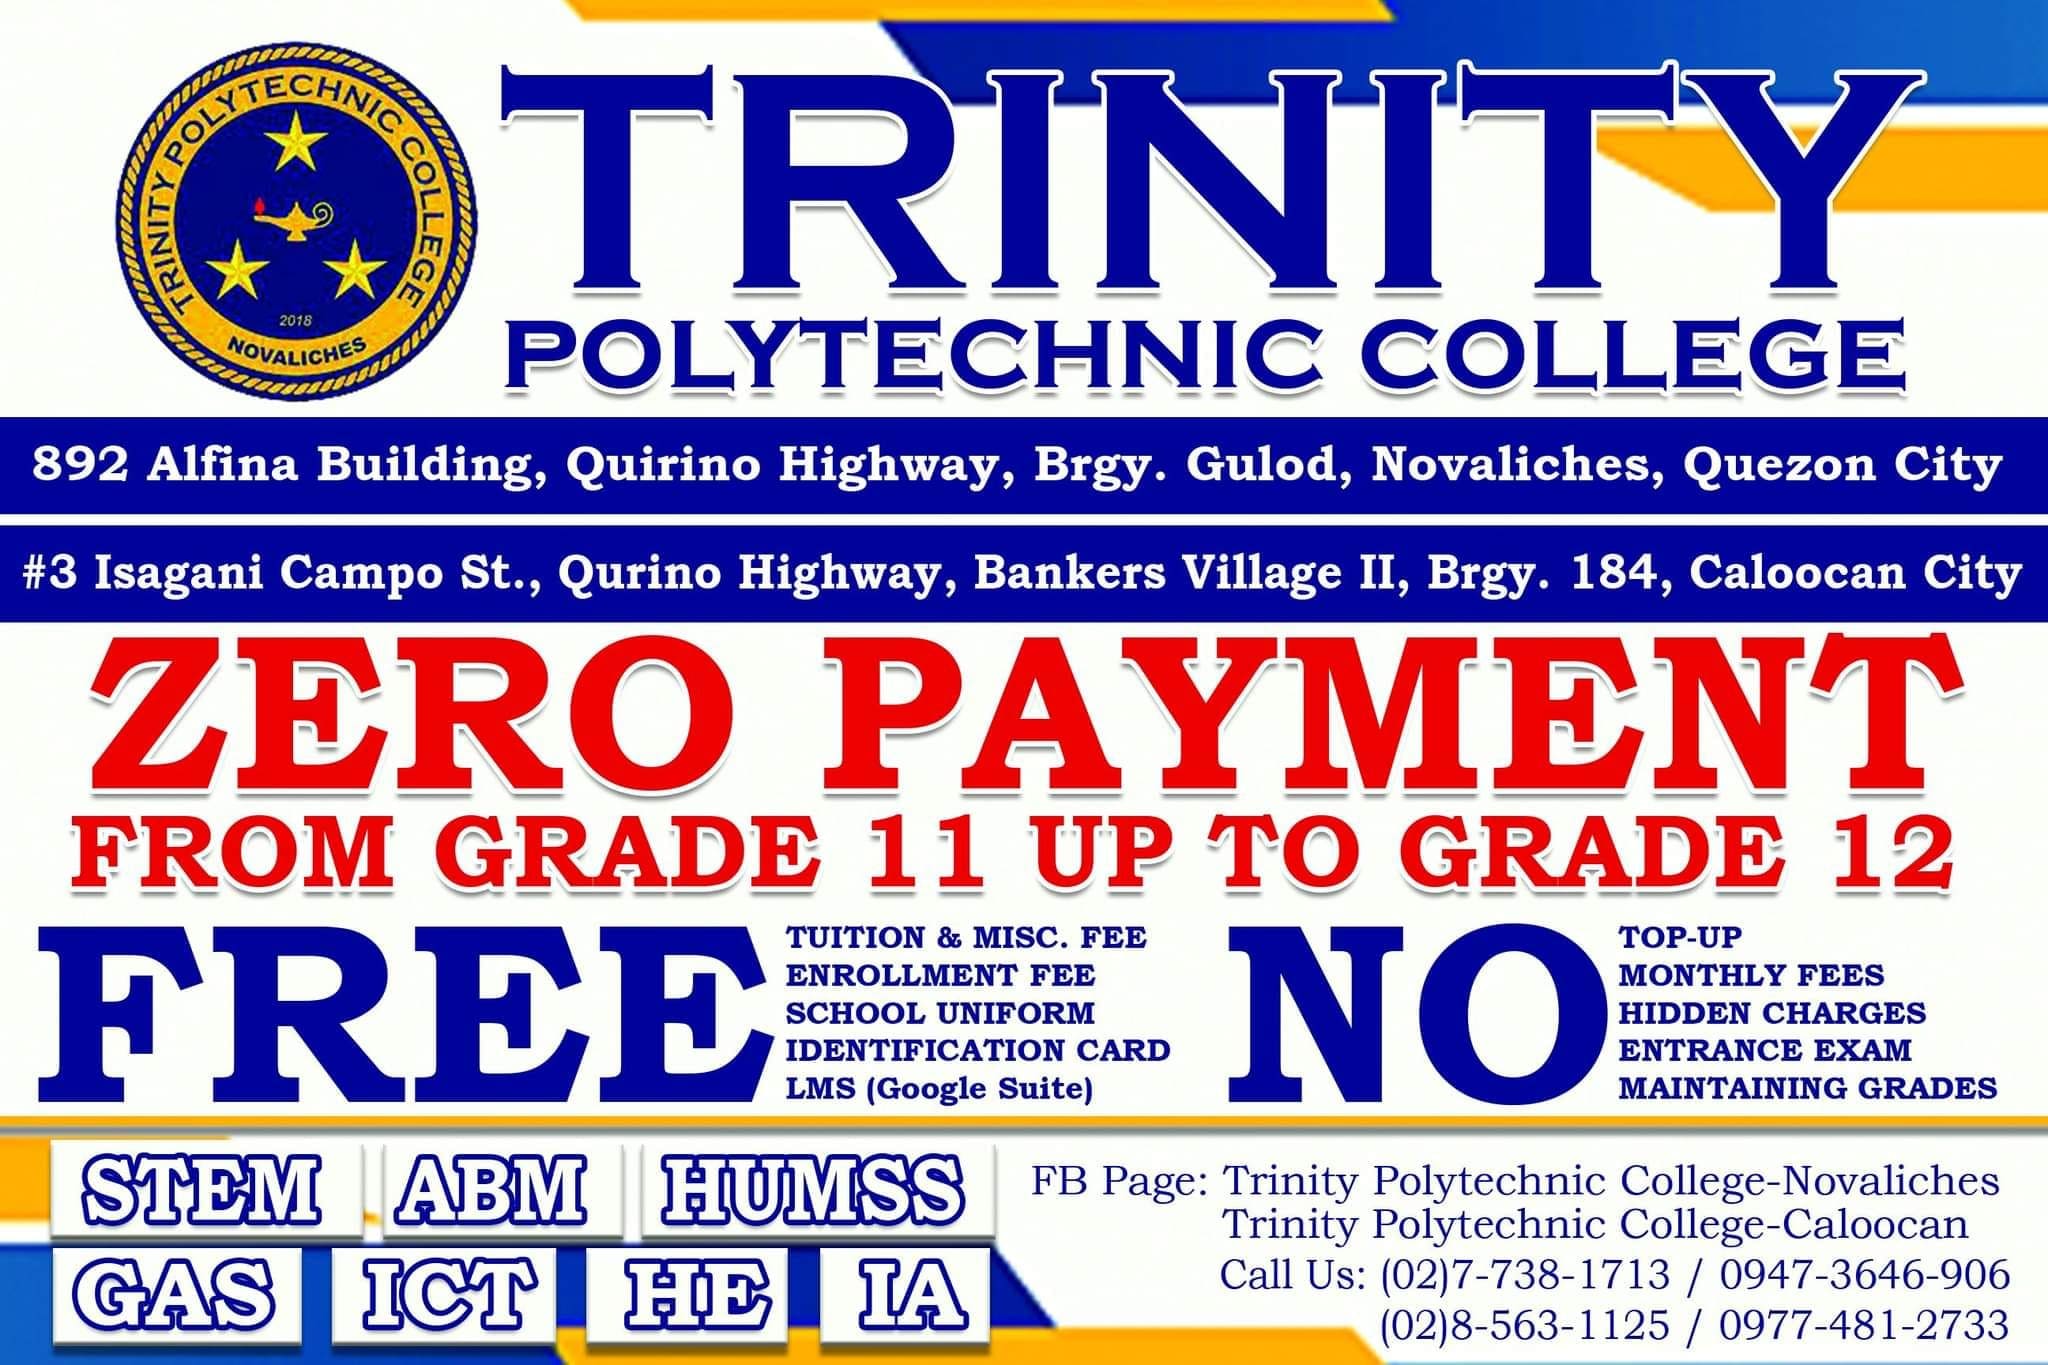 TRINITY POLYTECHNIC COLLEGE
2018
NOVALICHES
TRINITY
POLYTECHNIC COLLEGE
892 Alfina Building, Quirino Highway, Brgy. Gulod, Novaliches, Quezon City
#3 Isagani Campo St., Qurino Highway, Bankers Village II, Brgy. 184, Caloocan City
ZERO PAYMENT
FROM GRADE 11 UP TO GRADE 12
FREE
TUITION & MISC. FEE
ENROLLMENT FEE
SCHOOL UNIFORM
IDENTIFICATION CARD
LMS (Google Suite)
NO
TOP-UP
MONTHLY FEES
HIDDEN CHARGES
ENTRANCE EXAM
MAINTAINING GRADES
STEM ABM HUMSS
GAS ICT HE IA
FB Page: Trinity Polytechnic College-Novaliches
Trinity Polytechnic College-Caloocan
Call Us: (02)7-738-1713 / 0947-3646-906
(02)8-563-1125 / 0977-481-2733